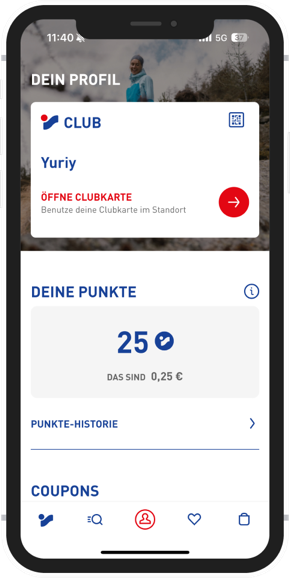 11:40
5G 37
DEIN PROFIL
CLUB
Yuriy
ÖFFNE CLUBKARTE
Benutze deine Clubkarte im Standort
DEINE PUNKTE
25
DAS SIND 0,25 €
PUNKTE-HISTORIE
COUPONS